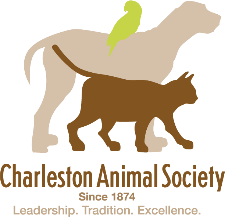 Charleston Animal Society
Since 1874
Leadership. Tradition. Excellence.